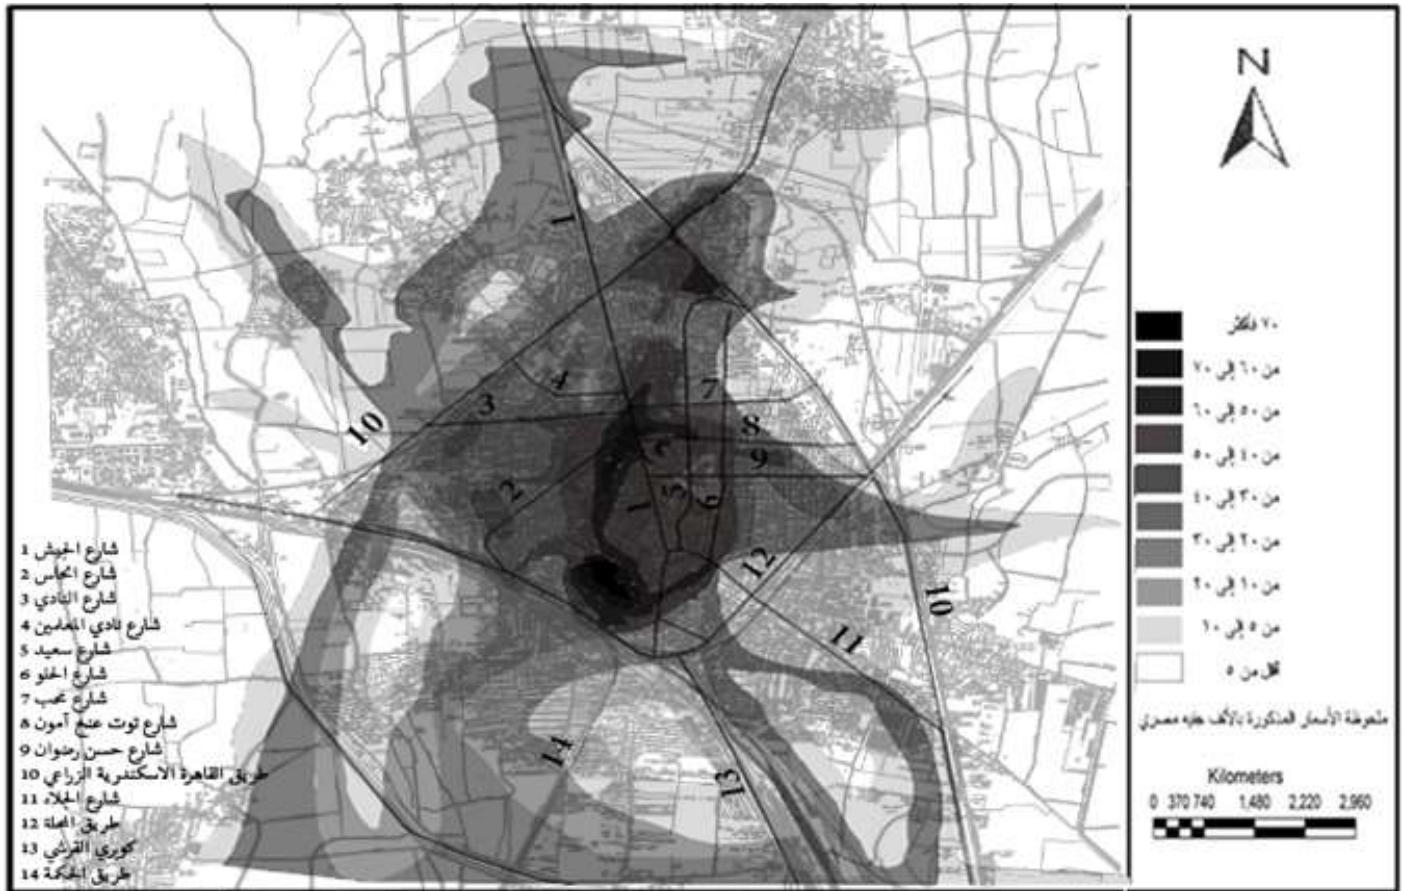 N
٧٠ فأكثر
من ٦٠ إلى ٧٠
من ٥٠ إلى ٦٠
من ٤٠ إلى ٥٠
من ٣٠ إلى ٤٠
من ٢٠ إلى ٣٠
من ١٠ إلى ٢٠
من ٥ إلى ١٠
أقل من ٥
ملحوظة الأسعار المذكورة بالألف جنيه مصري
Kilometers
0 370 740 1,480 2,220 2,960
1 شارع الجيش
2 شارع النحاس
3 شارع النادي
4 شارع نادي المعلمين
5 شارع سعيد
6 شارع الحلو
7 شارع محب
8 شارع توت عنخ آمون
9 شارع حسن رضوان
10 طريق القاهرة الاسكندرية الزراعي
11 شارع الجلاء
12 طريق المحلة
13 كوبري القرشي
14 طريق
1
4
7
3
10
8
9
2
1
5
6
12
10
11
14
13